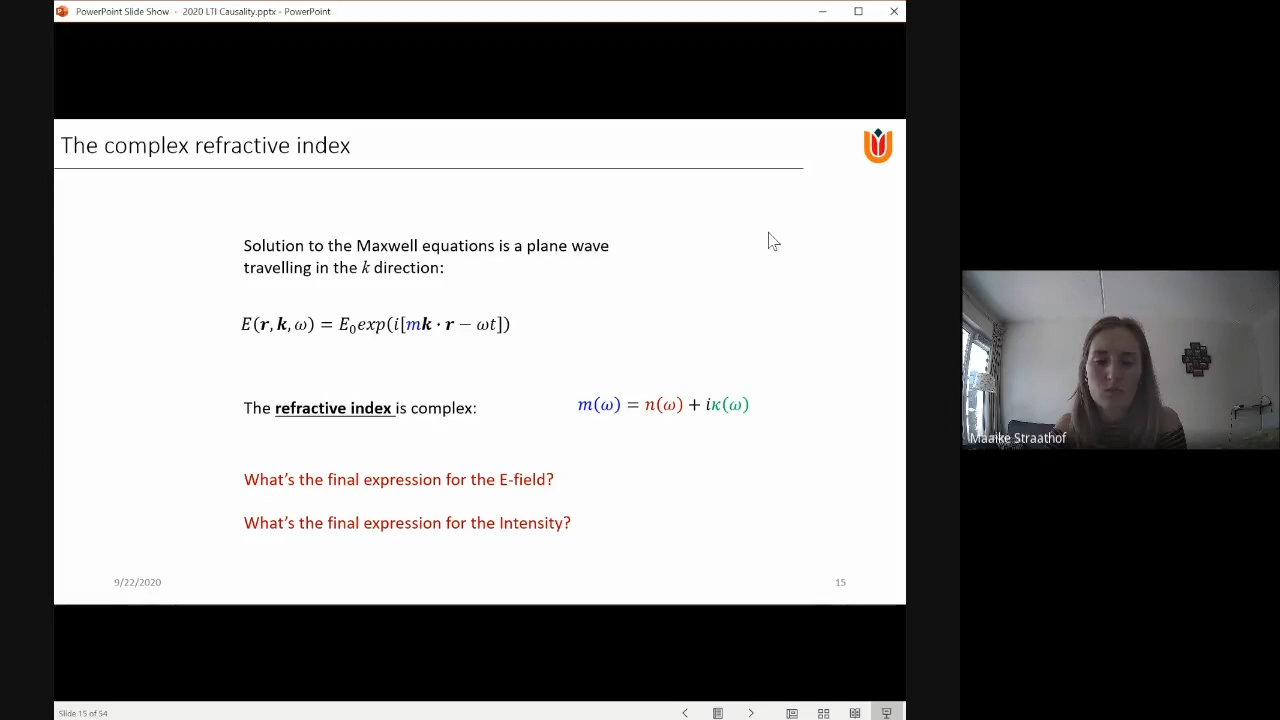 PowerPoint Slide Show - 2020 LTI Causality.pptx - PowerPoint
The complex refractive index
Solution to the Maxwell equations is a plane wave
travelling in the k direction:
E(r, k, ω) = E₀exp(i[mk · r − ωt])
The refractive index is complex:
m(ω) = n(ω) + iκ(ω)
What's the final expression for the E-field?
What's the final expression for the Intensity?
9/22/2020
15
Maaike Straathof
Slide 15 of 54